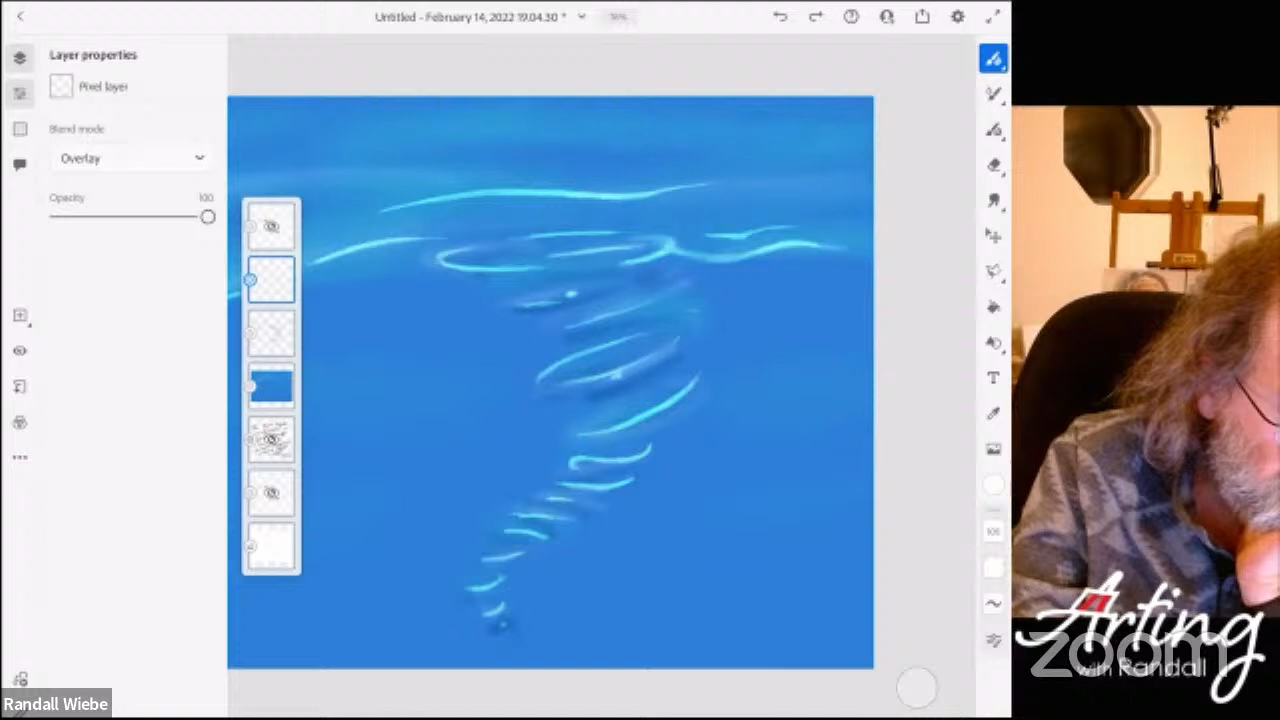 Untitled - February 14, 2022 19.04.30 *
Layer properties
Pixel layer
Blend mode
Overlay
Opacity
100
T
Arting
with Randall
zoom
Randall Wiebe